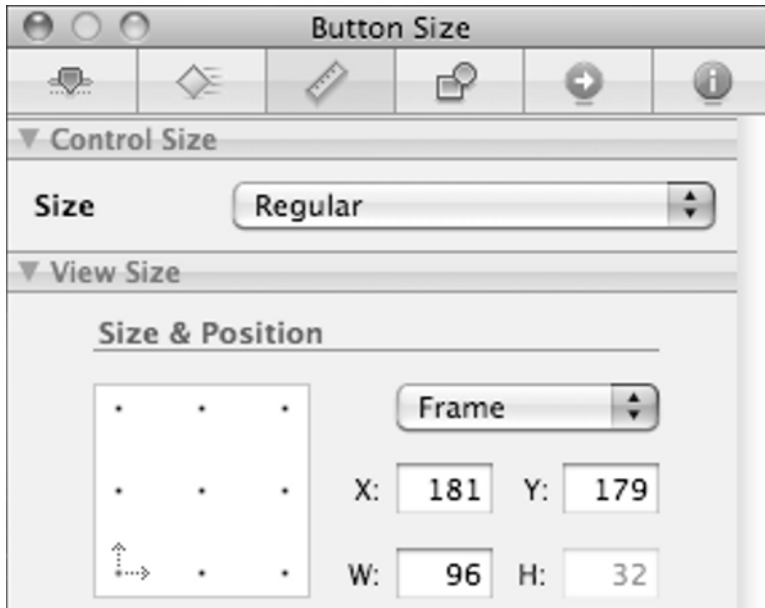 Button Size
Control Size
Size Regular
View Size
Size & Position
Frame
X: 181 Y: 179
W: 96 H: 32